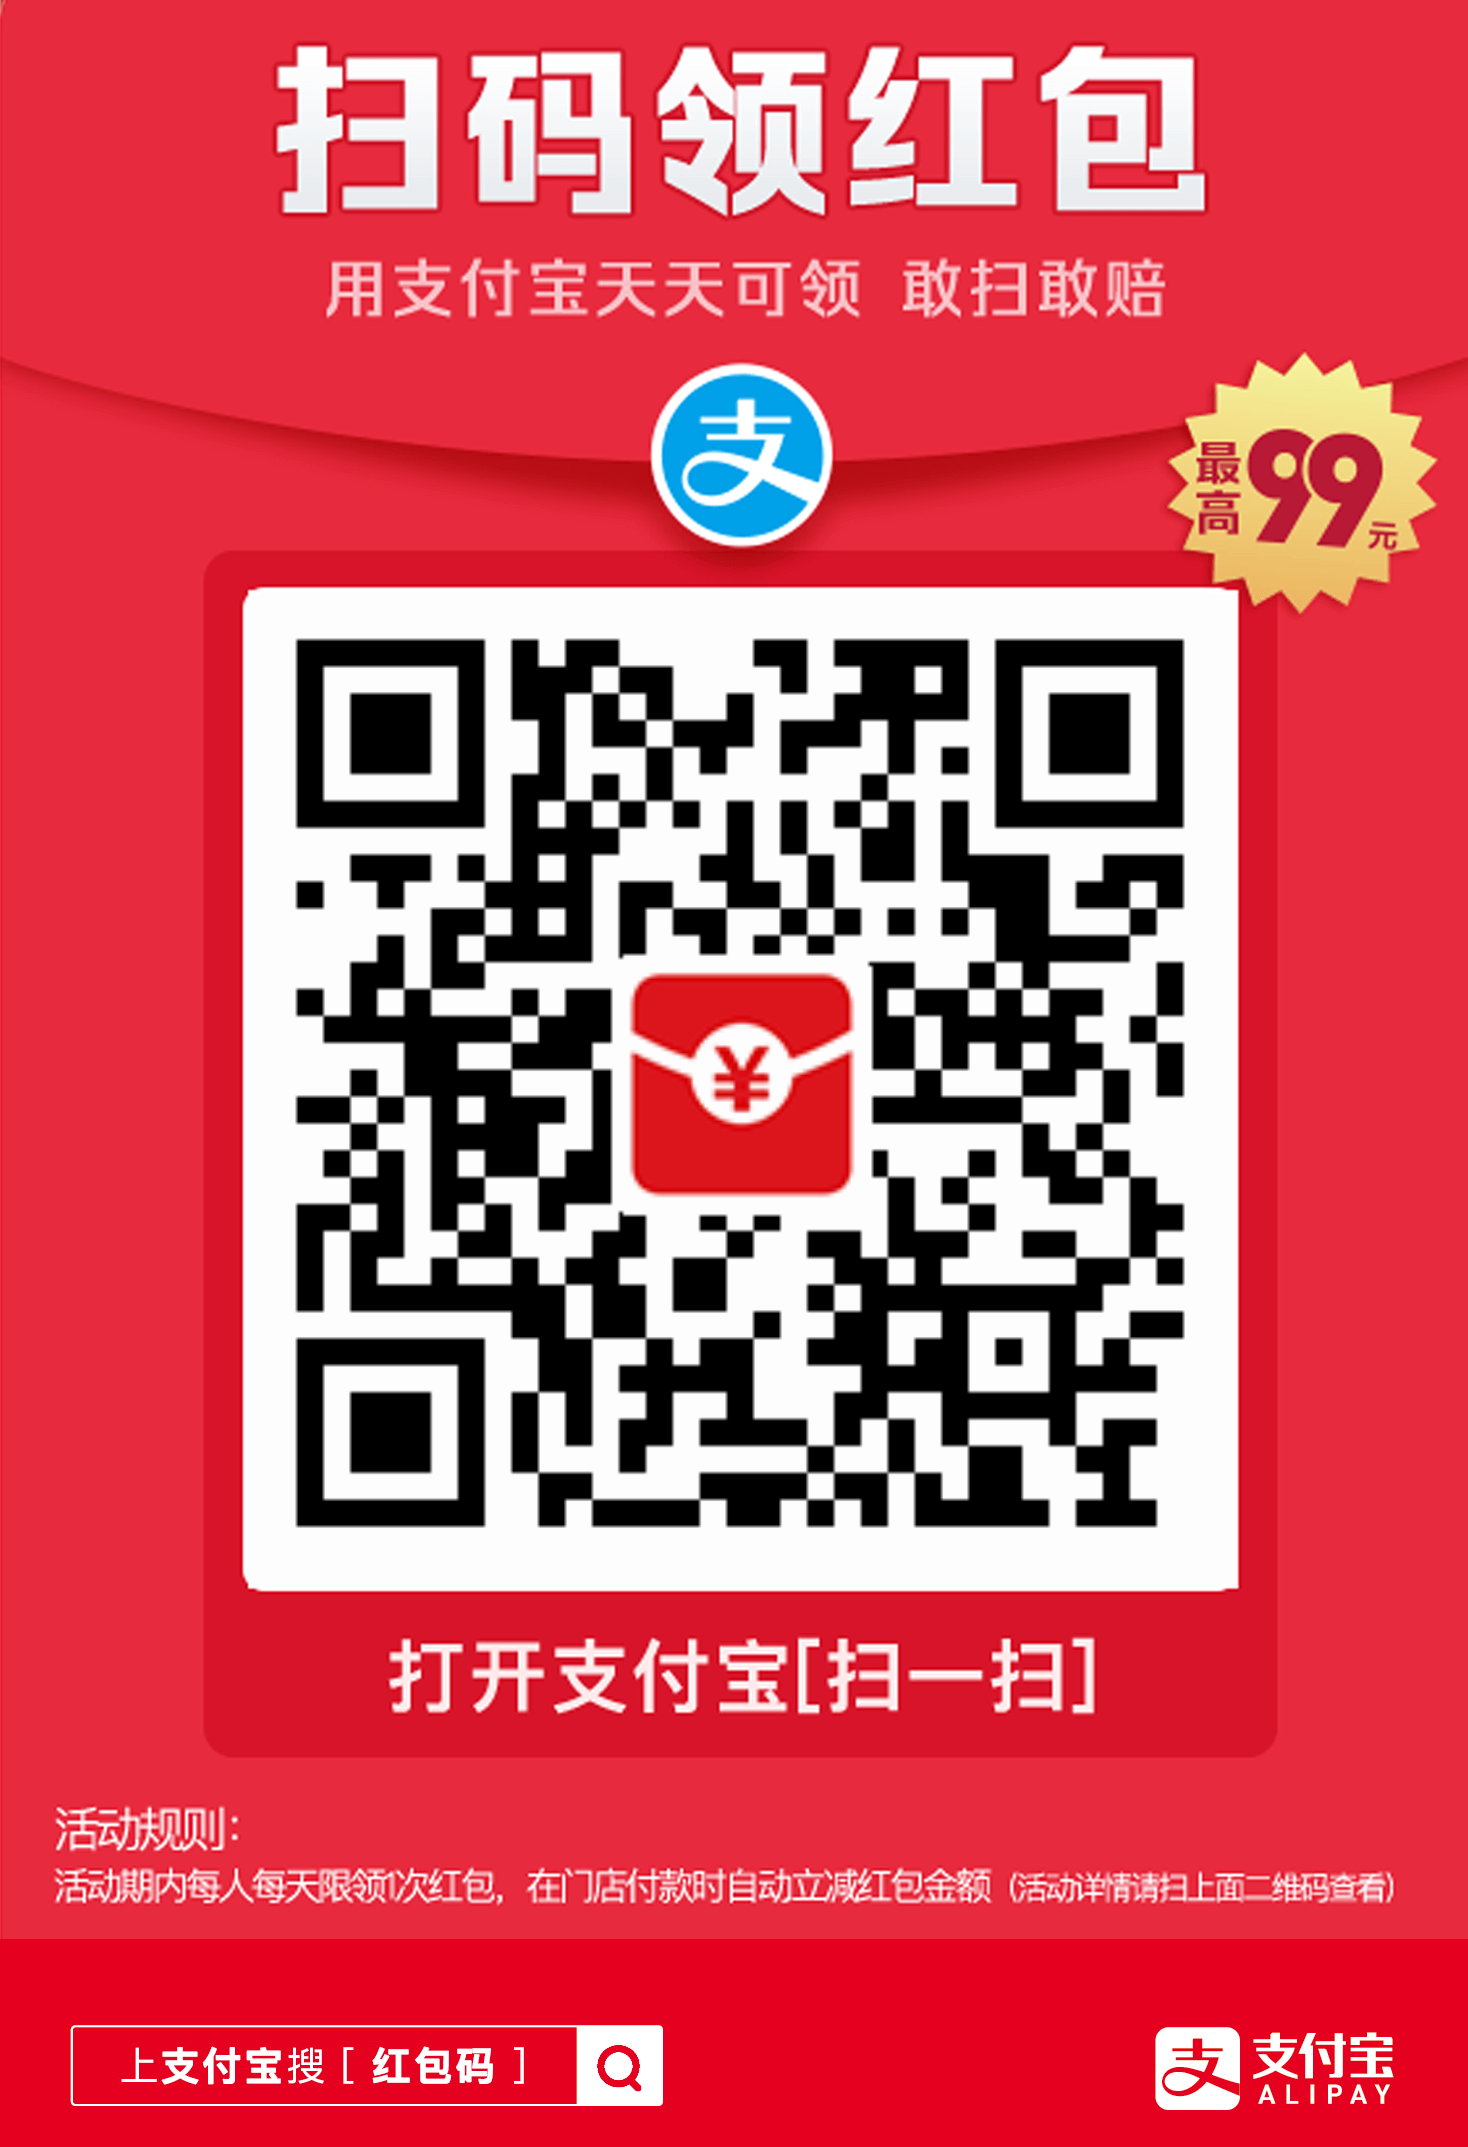 扫码领红包
用支付宝天天可领 敢扫敢赔
支
最高99元
¥
打开支付宝[扫一扫]
活动规则：
活动期内每人每天限领1次红包，在门店付款时自动立减红包金额（活动详情请扫上面二维码查看）
上支付宝搜［红包码］
支 支付宝
ALIPAY